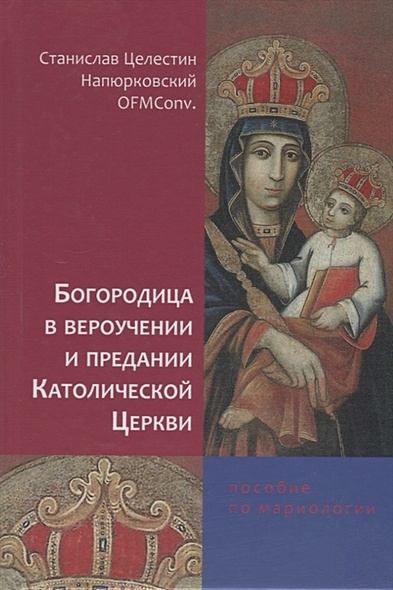 Станислав Целестин
Напюрковский
OFMConv.
Богородица
в вероучении
и предании
Католической
Церкви
пособие
по мариологии